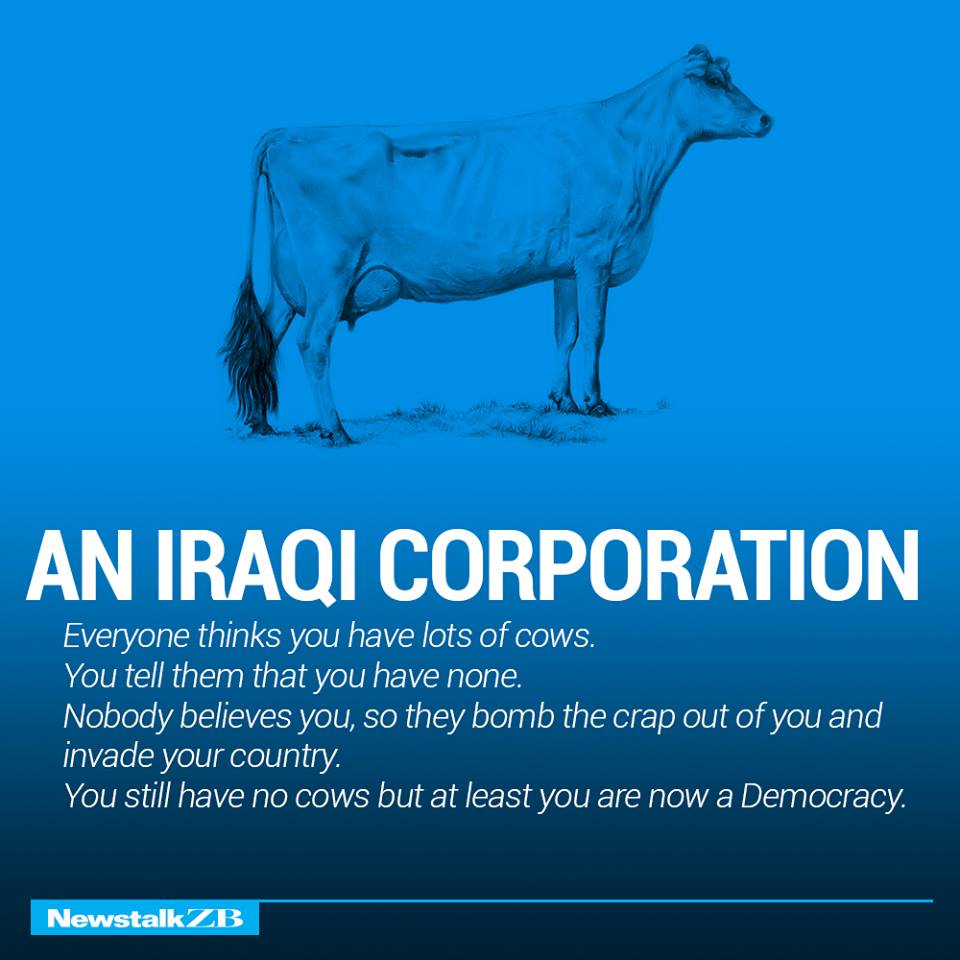 AN IRAQI CORPORATION
Everyone thinks you have lots of cows.
You tell them that you have none.
Nobody believes you, so they bomb the crap out of you and
invade your country.
You still have no cows but at least you are now a Democracy.
NewstalkZB